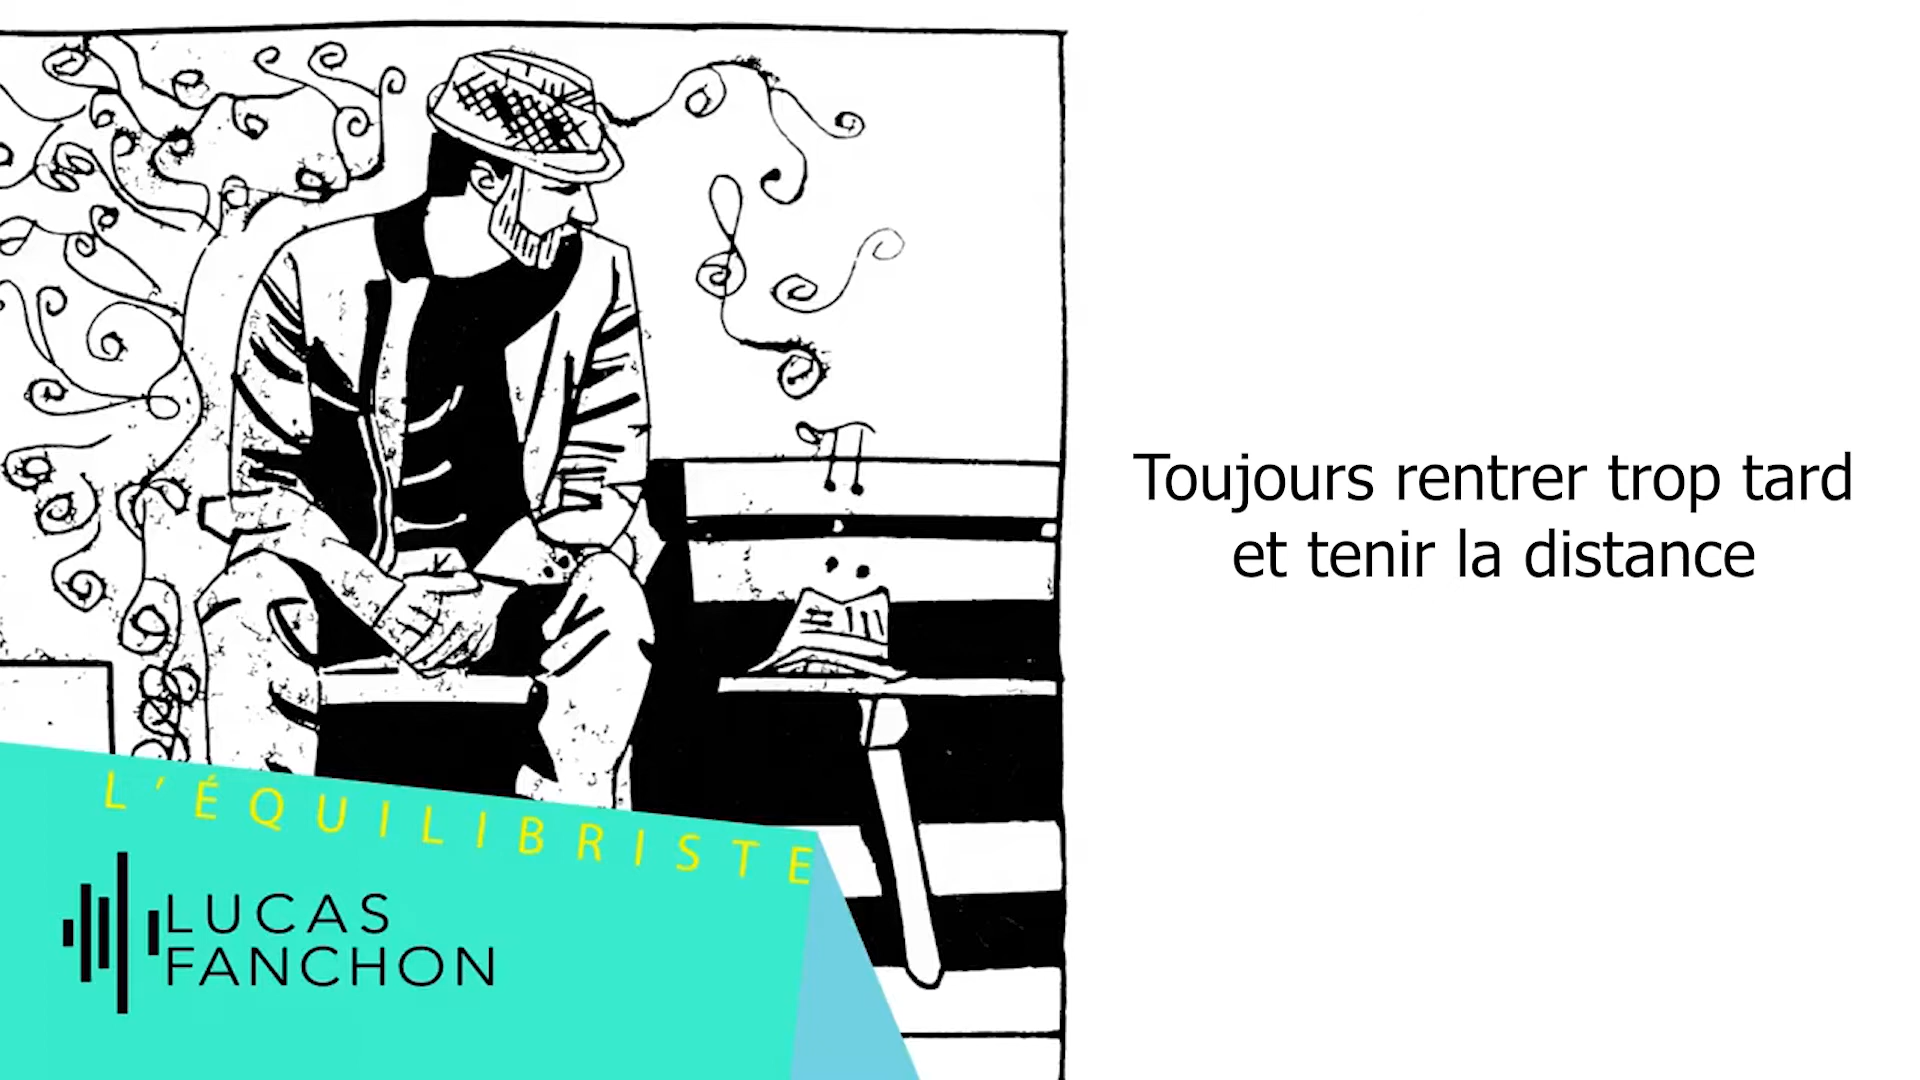 Toujours rentrer trop tard
et tenir la distance
L'ÉQUILIBRISTE
LUCAS
FANCHON